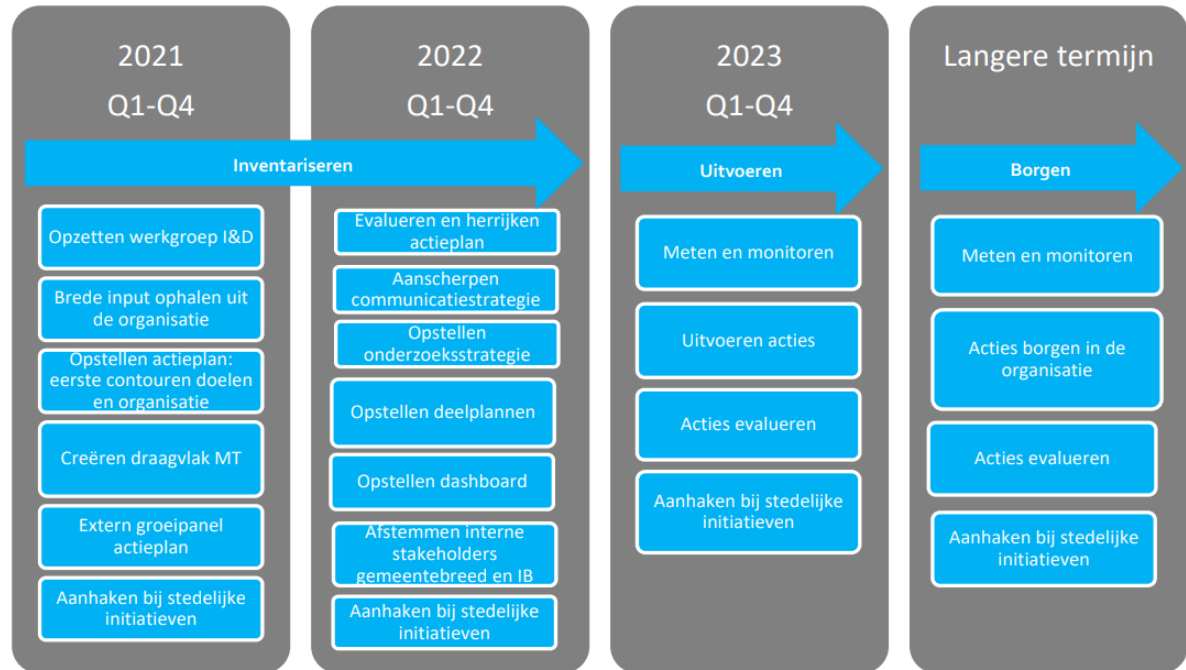 2021
Q1-Q4
2022
Q1-Q4
2023
Q1-Q4
Langere termijn
Inventariseren
Uitvoeren
Borgen
Opzetten werkgroep I&D
Brede input ophalen uit
de organisatie
Opstellen actieplan:
eerste contouren doelen
en organisatie
Creëren draagvlak MT
Extern groeipanel
actieplan
Aanhaken bij stedelijke
initiatieven
Evalueren en herrijken
actieplan
Aanscherpen
communicatiestrategie
Opstellen
onderzoeksstrategie
Opstellen deelplannen
Opstellen dashboard
Afstemmen interne
stakeholders
gemeentebreed en IB
Aanhaken bij stedelijke
initiatieven
Meten en monitoren
Uitvoeren acties
Acties evalueren
Aanhaken bij stedelijke
initiatieven
Meten en monitoren
Acties borgen in de
organisatie
Acties evalueren
Aanhaken bij stedelijke
initiatieven